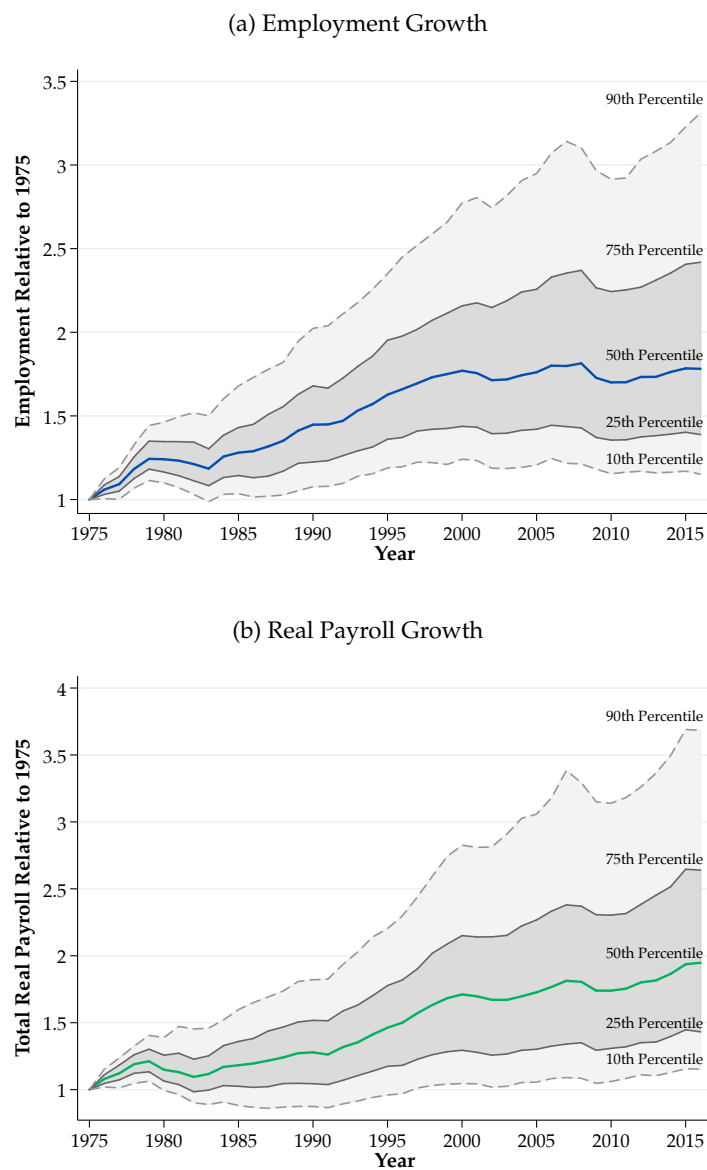 (a) Employment Growth
Employment Relative to 1975
3.5
3
2.5
2
1.5
1
90th Percentile
75th Percentile
50th Percentile
25th Percentile
10th Percentile
1975 1980 1985 1990 1995 2000 2005 2010 2015
Year
(b) Real Payroll Growth
Total Real Payroll Relative to 1975
4
3.5
3
2.5
2
1.5
1
90th Percentile
75th Percentile
50th Percentile
25th Percentile
10th Percentile
1975 1980 1985 1990 1995 2000 2005 2010 2015
Year